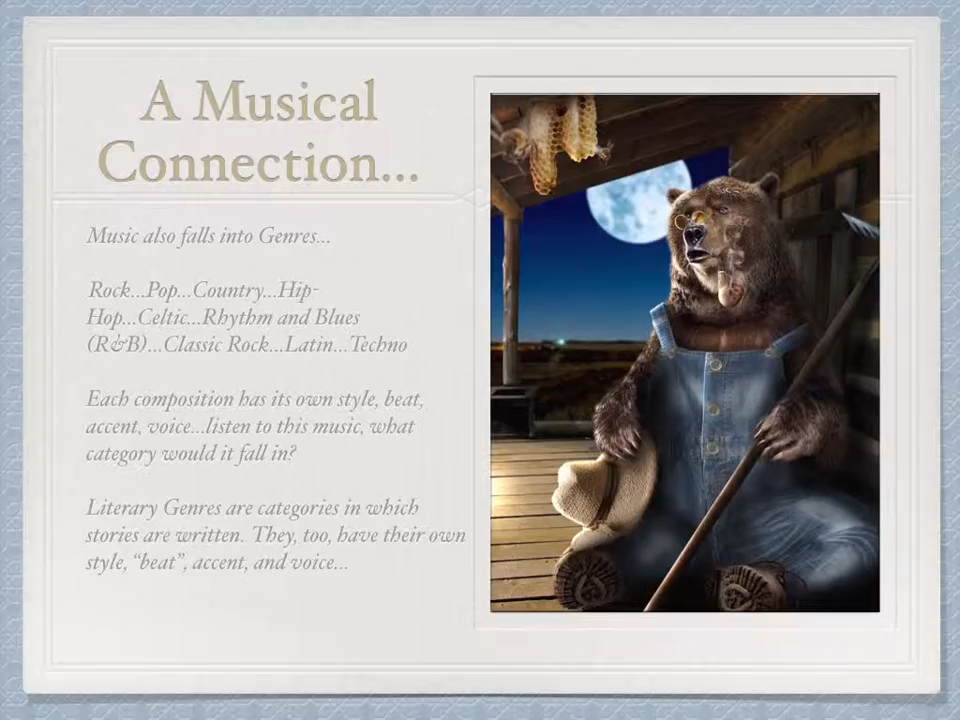 A Musical
Connection...
Music also falls into Genres...
Rock...Pop...Country...Hip-
Hop...Celtic...Rhythm and Blues
(R&B)...Classic Rock...Latin...Techno
Each composition has its own style, beat,
accent, voice...listen to this music, what
category would it fall in?
Literary Genres are categories in which
stories are written. They, too, have their own
style, “beat”, accent, and voice...